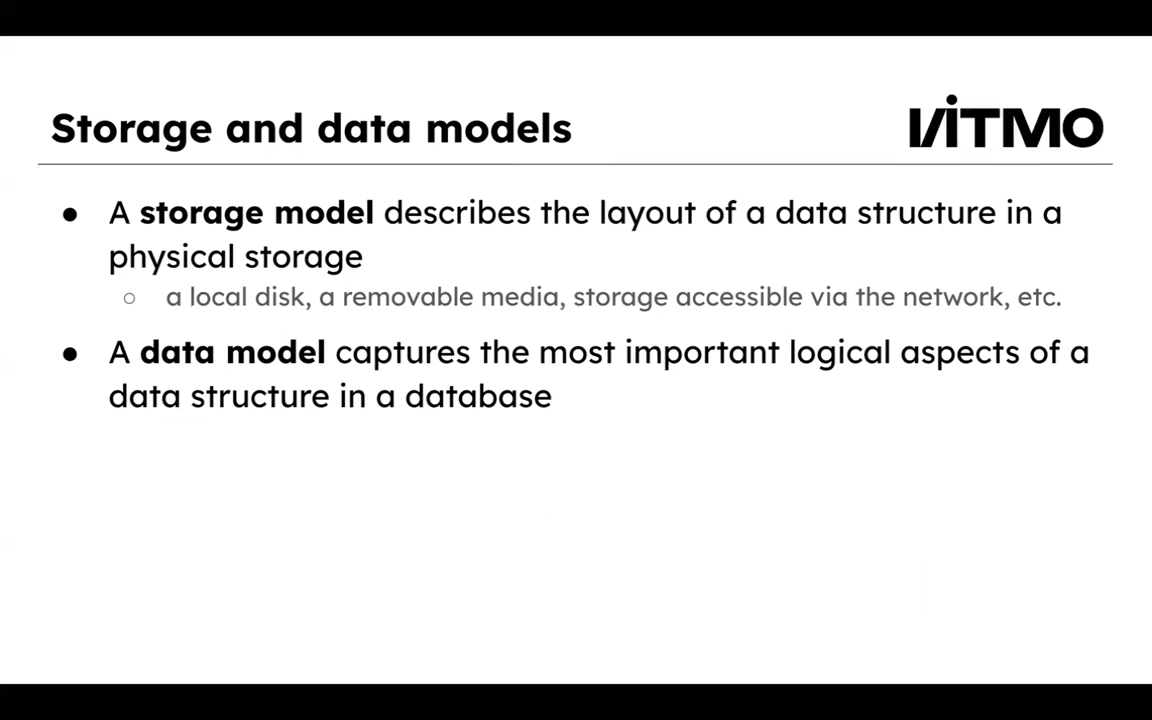 Storage and data models
ITMO
● A storage model describes the layout of a data structure in a
physical storage
○ a local disk, a removable media, storage accessible via the network, etc.
● A data model captures the most important logical aspects of a
data structure in a database